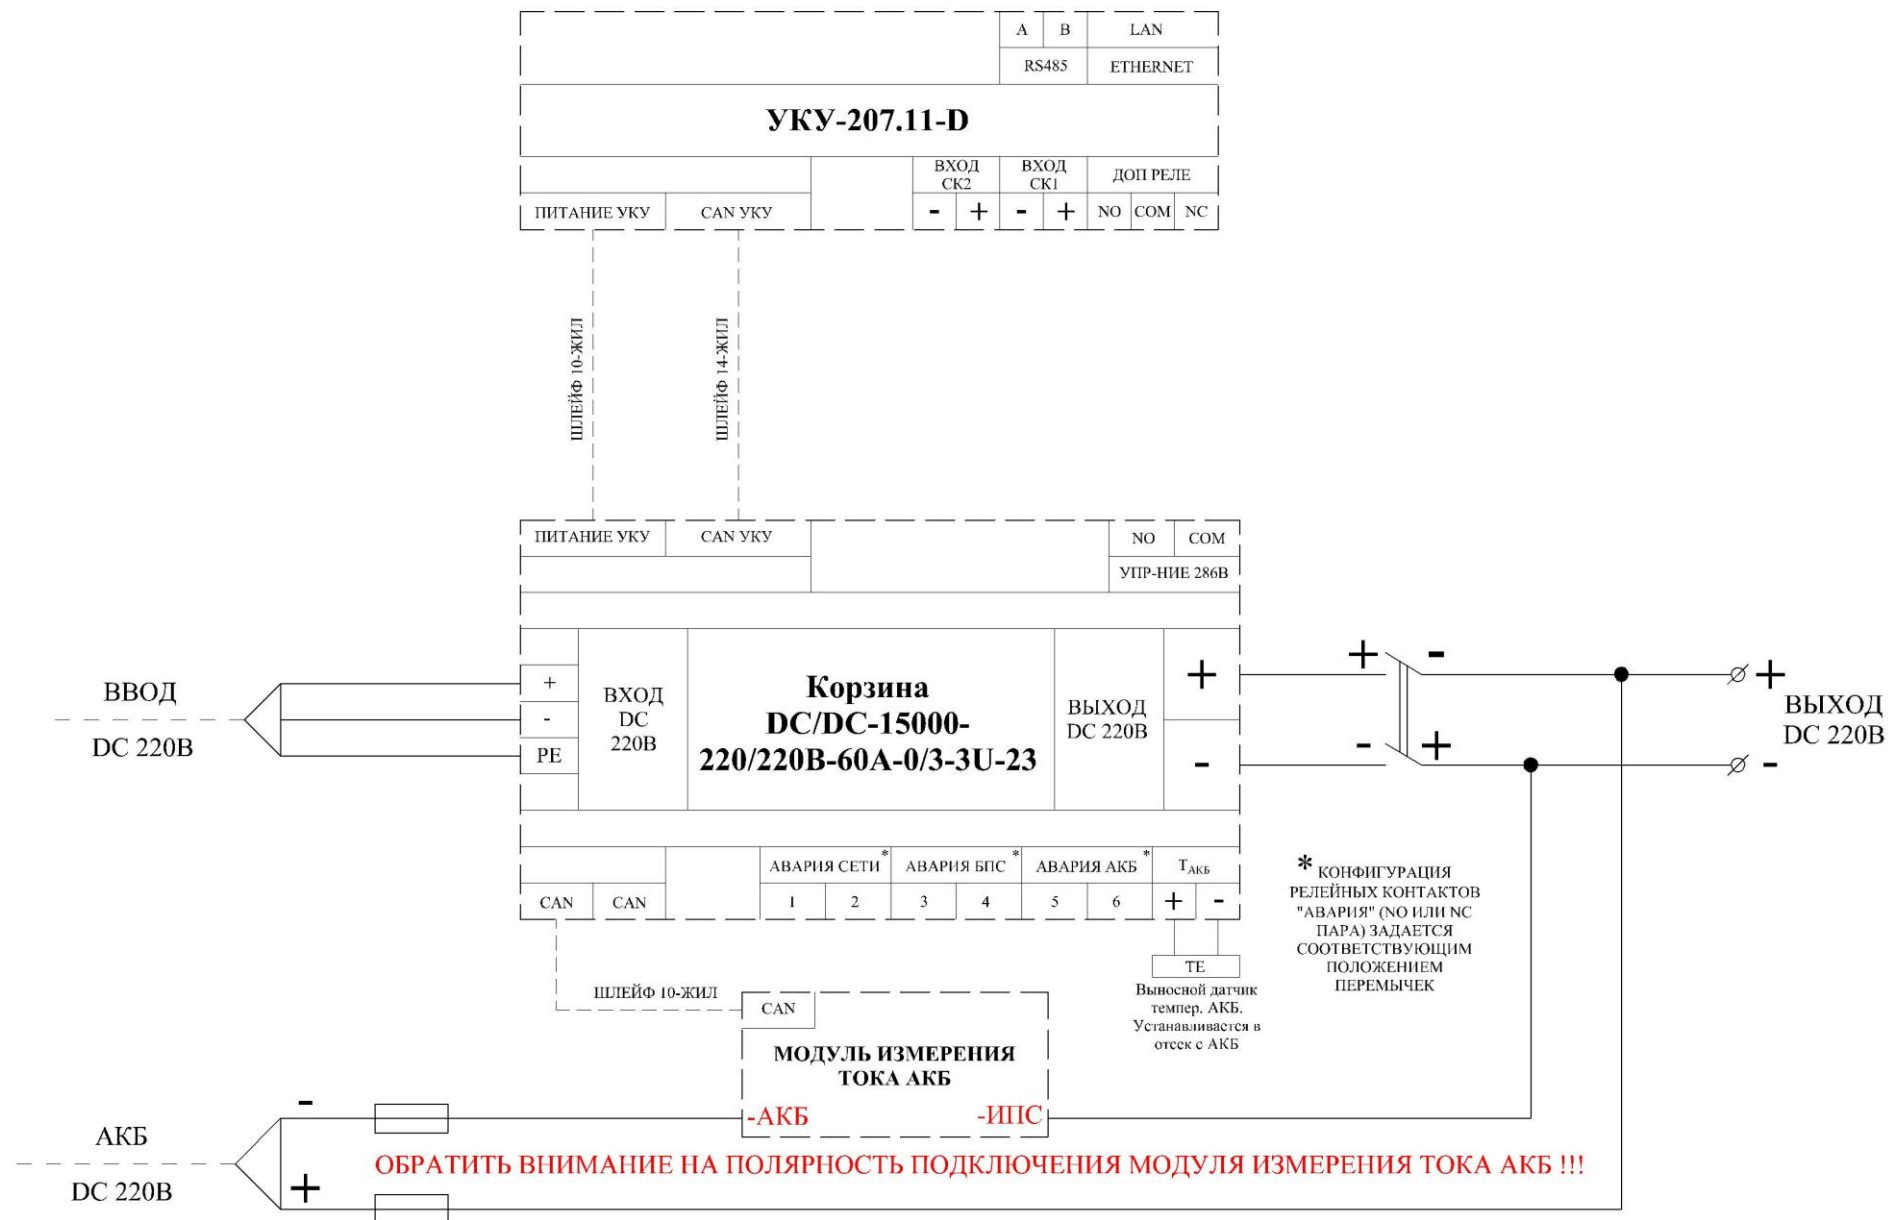 A B LAN
RS485 ETHERNET
УКУ-207.11-D
ВХОД ВХОД
СК2 СК1 ДОП РЕЛЕ
ПИТАНИЕ УКУ CAN УКУ - + - + NO COM NC
ШЛЕЙФ 10-ЖИЛ
ШЛЕЙФ 14-ЖИЛ
ПИТАНИЕ УКУ CAN УКУ NO COM
УПР-НИЕ 286В
ВВОД
DC 220В
+
-
PE
ВХОД
DC
220В
Корзина
DC/DC-15000-
220/220В-60А-0/3-3U-23
ВЫХОД
DC 220В
+
-
+ -
- +
+
-
ВЫХОД
DC 220В
АВАРИЯ СЕТИ* АВАРИЯ БПС* АВАРИЯ АКБ* TАКБ
CAN CAN 1 2 3 4 5 6 + -
TE
Выносной датчик
темпер. АКБ.
Устанавливается в
отсек с АКБ
* КОНФИГУРАЦИЯ
РЕЛЕЙНЫХ КОНТАКТОВ
"АВАРИЯ" (NO ИЛИ NC
ПАРА) ЗАДАЕТСЯ
СООТВЕТСТВУЮЩИМ
ПОЛОЖЕНИЕМ
ПЕРЕМЫЧЕК
ШЛЕЙФ 10-ЖИЛ
CAN
МОДУЛЬ ИЗМЕРЕНИЯ
ТОКА АКБ
-АКБ -ИПС
АКБ
DC 220В
-
+
ОБРАТИТЬ ВНИМАНИЕ НА ПОЛЯРНОСТЬ ПОДКЛЮЧЕНИЯ МОДУЛЯ ИЗМЕРЕНИЯ ТОКА АКБ !!!